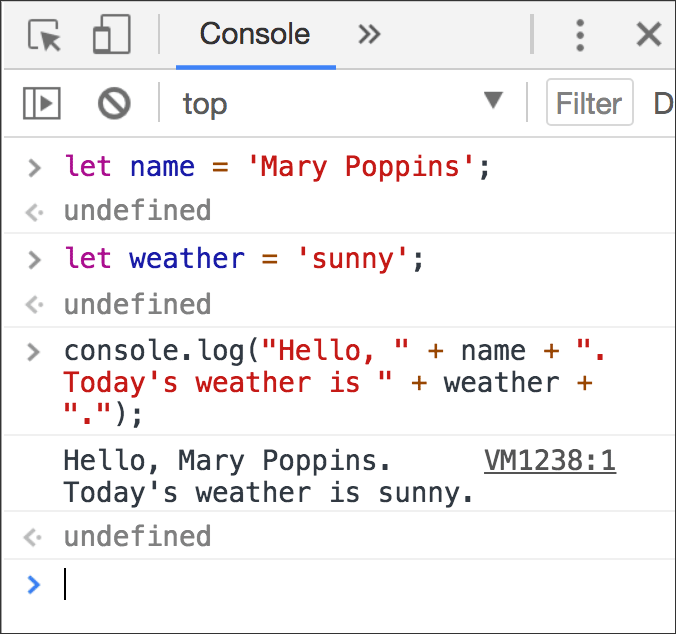 Console
top Filter D
let name = 'Mary Poppins';
undefined
let weather = 'sunny';
undefined
console.log("Hello, " + name + ".
Today's weather is " + weather +
".");
Hello, Mary Poppins. VM1238:1
Today's weather is sunny.
undefined